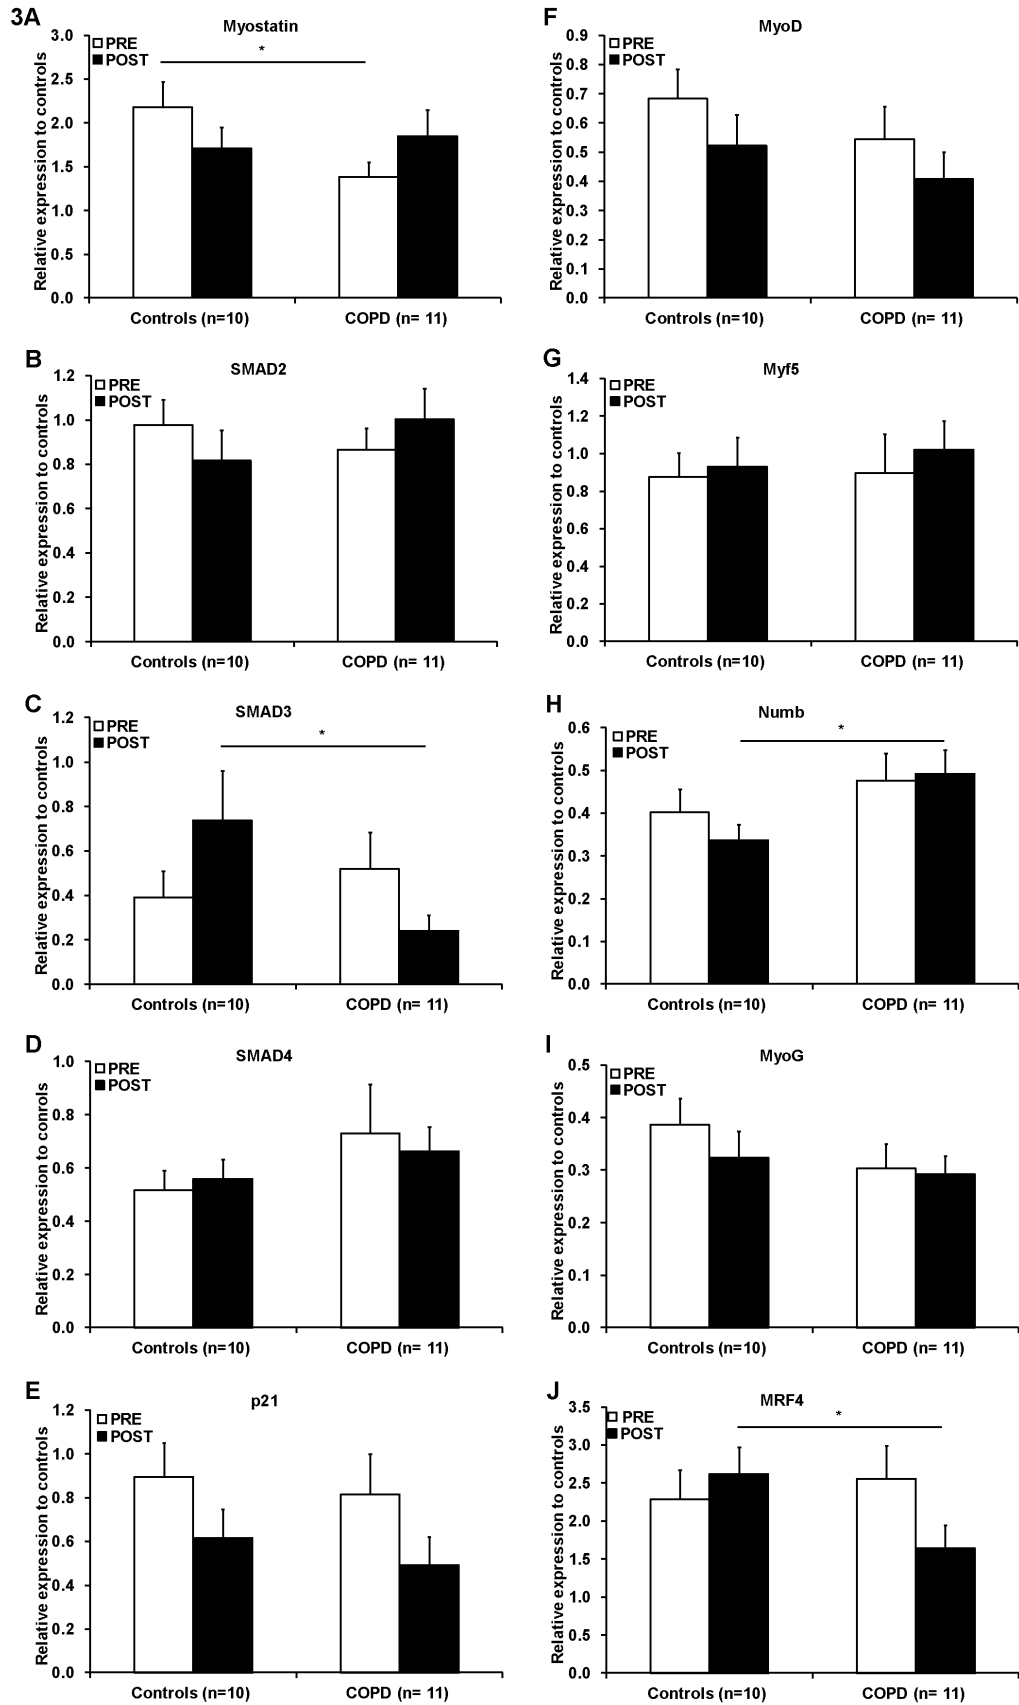 3A
Myostatin
Relative expression to controls
PRE
POST
*
3.0
2.5
2.0
1.5
1.0
0.5
0.0
Controls (n=10)
COPD (n= 11)
B
SMAD2
Relative expression to controls
PRE
POST
1.2
1.0
0.8
0.6
0.4
0.2
0.0
Controls (n=10)
COPD (n= 11)
C
SMAD3
Relative expression to controls
PRE
POST
*
1.2
1.0
0.8
0.6
0.4
0.2
0.0
Controls (n=10)
COPD (n= 11)
D
SMAD4
Relative expression to conrols
PRE
POST
1.0
0.8
0.6
0.4
0.2
0.0
Controls (n=10)
COPD (n= 11)
E
p21
Relative expression to controls
PRE
POST
1.2
1.0
0.8
0.6
0.4
0.2
0.0
Controls (n=10)
COPD (n= 11)
F
MyoD
Relative expression to controls
PRE
POST
0.9
0.8
0.7
0.6
0.5
0.4
0.3
0.2
0.1
0.0
Controls (n=10)
COPD (n= 11)
G
Myf5
Relative expression to controls
PRE
POST
1.4
1.2
1.0
0.8
0.6
0.4
0.2
0.0
Controls (n=10)
COPD (n= 11)
H
Numb
Relative expression to controls
PRE
POST
*
0.6
0.5
0.4
0.3
0.2
0.1
0.0
Controls (n=10)
COPD (n= 11)
I
MyoG
Relative expression to controls
PRE
POST
0.5
0.4
0.3
0.2
0.1
0.0
Controls (n=10)
COPD (n= 11)
J
MRF4
Relative expression to controls
PRE
POST
*
3.5
3.0
2.5
2.0
1.5
1.0
0.5
0.0
Controls (n=10)
COPD (n= 11)